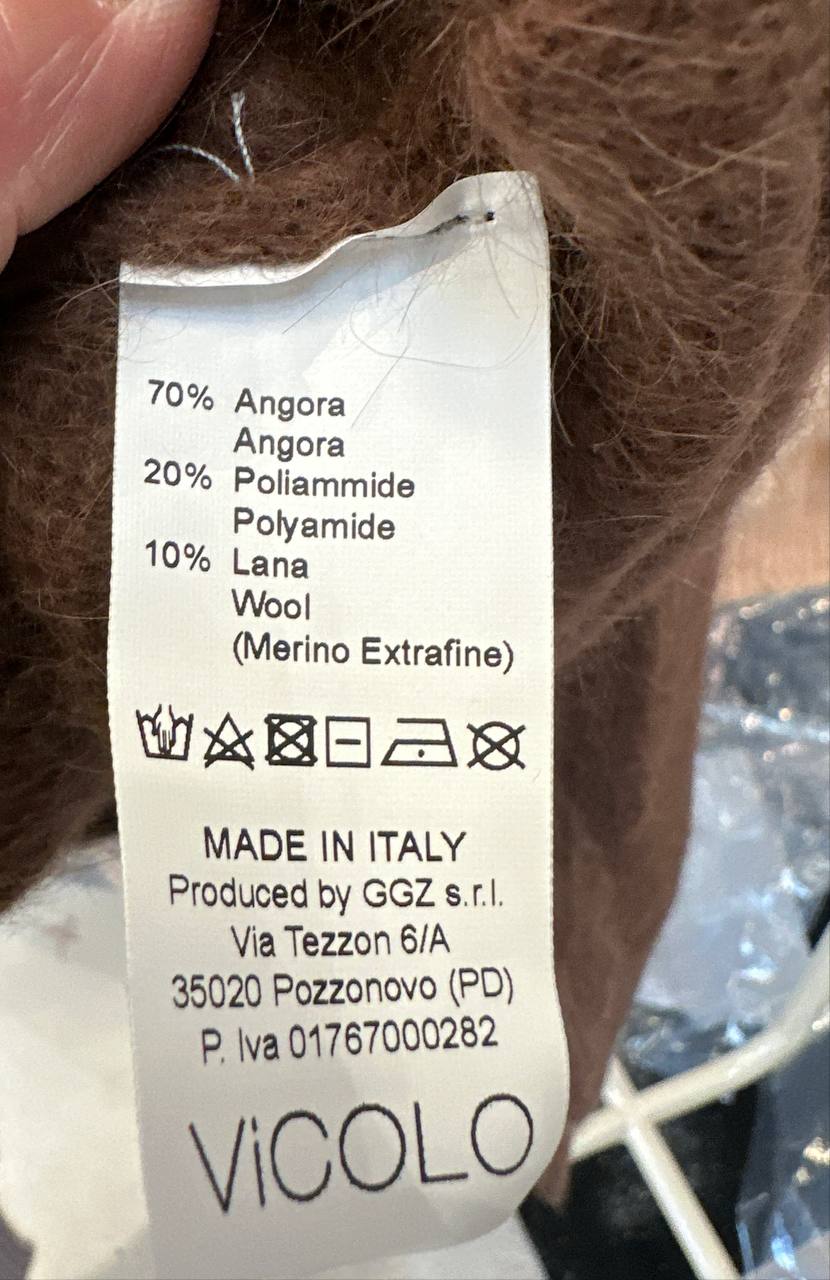 70% Angora
Angora
20% Poliammide
Polyamide
10% Lana
Wool
(Merino Extrafine)
MADE IN ITALY
Produced by GGZ s.r.l.
Via Tezzon 6/A
35020 Pozzonovo (PD)
P. Iva 01767000282
ViCOLO